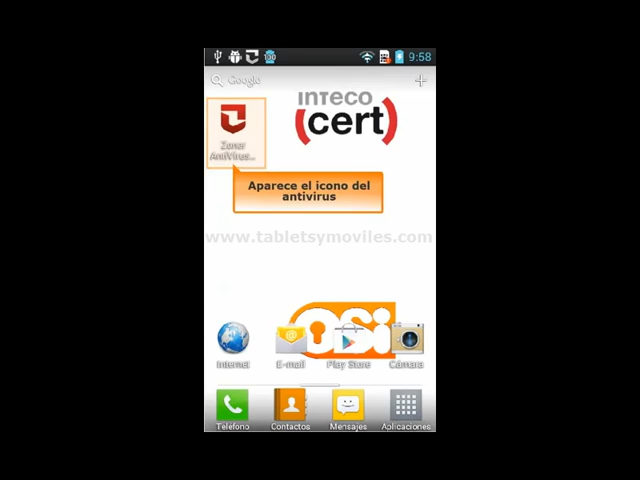 100
9:58
Google
inteco
(cert)
Zoner
AntiVirus...
Aparece el icono del
antivirus
www.tabletsymoviles.com
osi
Internet
E-mail
Play Store
Cámara
Teléfono
Contactos
Mensajes
Aplicaciones